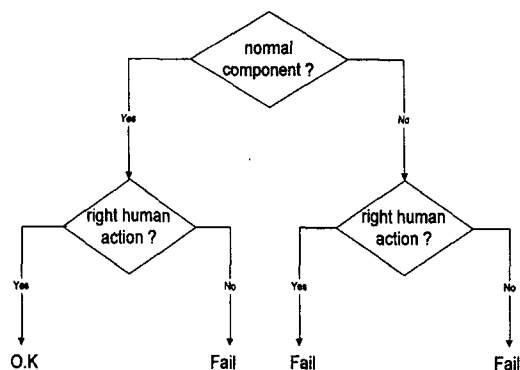 normal
component ?
Yes
No
right human
action ?
right human
action ?
Yes
No
Yes
No
O.K
Fail
Fail
Fail